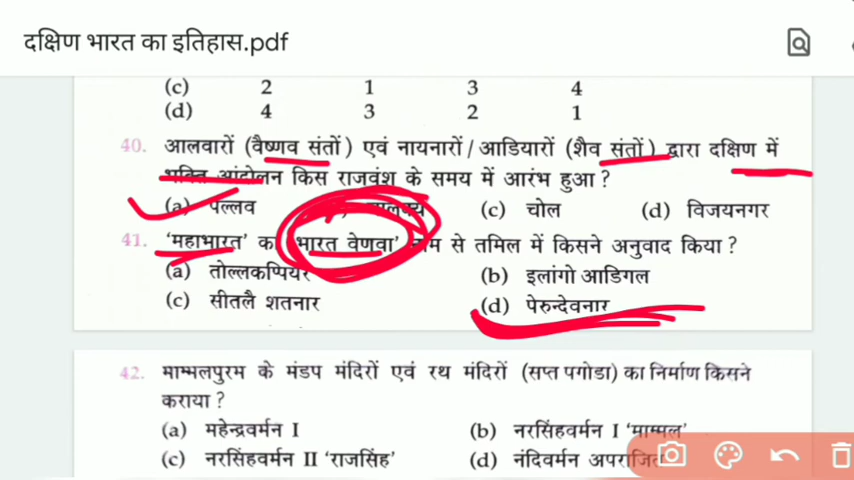 दक्षिण भारत का इतिहास.pdf
(c) 2 1 3 4
(d) 4 3 2 1
40. आलवारों (वैष्णव संतों) एवं नायनारों / आडियारों (शैव संतों) द्वारा दक्षिण में
भक्ति आंदोलन किस राजवंश के समय में आरंभ हुआ ?
(a) पल्लव (c) चोल (d) विजयनगर
41. 'महाभारत' का भारत वेणवा' नाम से तमिल में किसने अनुवाद किया ?
(a) तोल्लकप्पियर (b) इलांगो आडिगल
(c) सीतलै शतनार (d) पेरुन्देवनार
42. माम्मलपुरम के मंडप मंदिरों एवं रथ मंदिरों (सप्त पगोडा) का निर्माण किसने
कराया ?
(a) महेन्द्रवर्मन I (b) नरसिंहवर्मन I 'माम्मल'
(c) नरसिंहवर्मन II 'राजसिंह' (d) नंदिवर्मन अपराजित